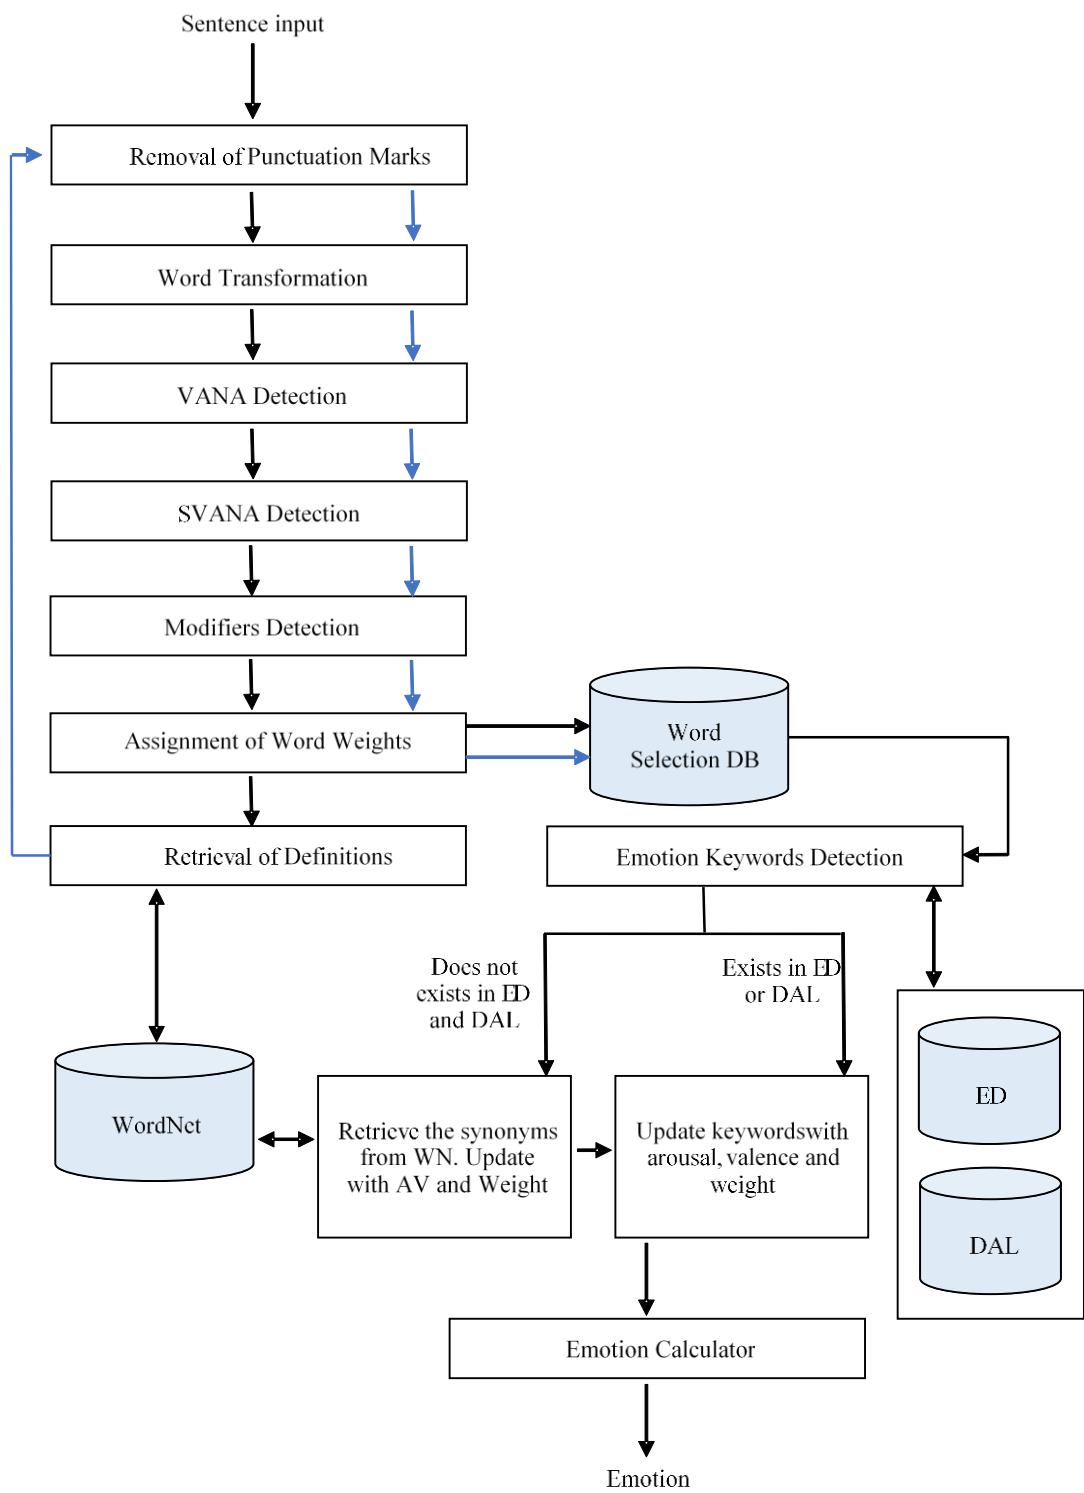 Sentence input
Removal of Punctuation Marks
Word Transformation
VANA Detection
SVANA Detection
Modifiers Detection
Assignment of Word Weights
Word
Selection DB
Retrieval of Definitions
Emotion Keywords Detection
Does not
exists in ED
and DAL
Exists in ED
or DAL
ED
WordNet
Retrieve the synonyms
from WN. Update
with AV and Weight
Update keywordswith
arousal, valence and
weight
DAL
Emotion Calculator
Emotion